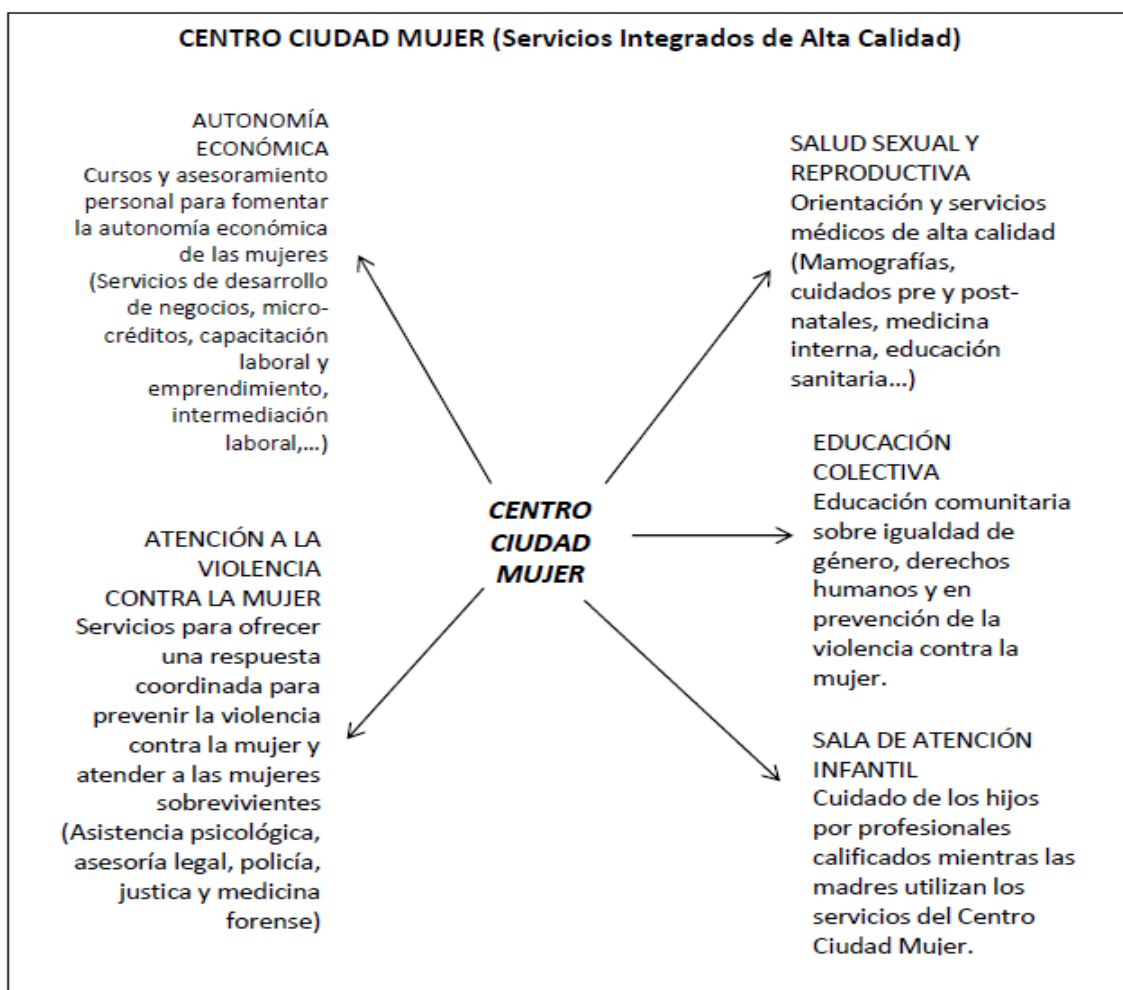 CENTRO CIUDAD MUJER (Servicios Integrados de Alta Calidad)
AUTONOMÍA
ECONÓMICA
Cursos y asesoramiento
personal para fomentar
la autonomía económica
de las mujeres
(Servicios de desarrollo
de negocios, micro-
créditos, capacitación
laboral y
emprendimiento,
intermediación
laboral,...)
ATENCIÓN A LA
VIOLENCIA
CONTRA LA MUJER
Servicios para ofrecer
una respuesta
coordinada para
prevenir la violencia
contra la mujer y
atender a las mujeres
sobrevivientes
(Asistencia psicológica,
asesoría legal, policía,
justica y medicina
forense)
CENTRO
CIUDAD
MUJER
SALUD SEXUAL Y
REPRODUCTIVA
Orientación y servicios
médicos de alta calidad
(Mamografías,
cuidados pre y post-
natales, medicina
interna, educación
sanitaria...)
EDUCACIÓN
COLECTIVA
Educación comunitaria
sobre igualdad de
género, derechos
humanos y en
prevención de la
violencia contra la
mujer.
SALA DE ATENCIÓN
INFANTIL
Cuidado de los hijos
por profesionales
calificados mientras las
madres utilizan los
servicios del Centro
Ciudad Mujer.